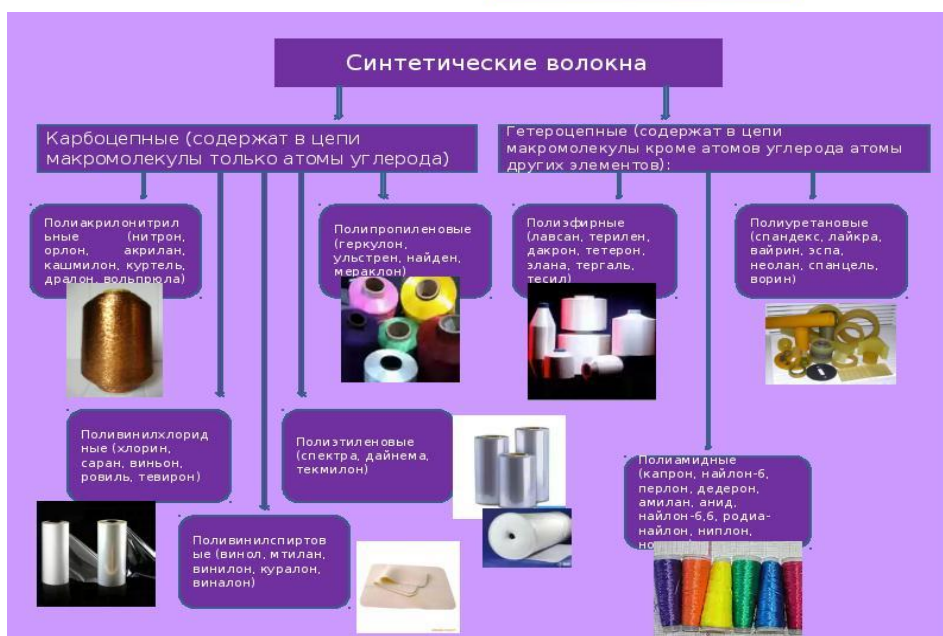 Синтетические волокна
Карбоцепные (содержат в цепи
макромолекулы только атомы углерода)
Гетероцепные (содержат в цепи
макромолекулы кроме атомов углерода атомы
других элементов):
Полиакрилонитрил
ьные (нитрон,
орлон, акрилан,
кашмилон, куртель,
дралон, вольпрюла)
Полипропиленовые
(геркулон,
ульстрен, найден,
мераклон)
Полиэфирные
(лавсан, терилен,
дакрон, тетерон,
элана, тергаль,
тесил)
Полиуретановые
(спандекс, лайкра,
вайрин, эспа,
неолан, спанцель,
ворин)
Поливинилхлорид
ные (хлорин,
саран, виньон,
ровиль, тевирон)
Полиэтиленовые
(спектра, дайнема,
текмилон)
Полиамидные
(капрон, найлон-6,
перлон, дедерон,
амилан, анид,
найлон-6,6, родиа-
найлон, ниплон,
Поливинилспиртов
ые (винол, мтилан,
винилон, куралон,
виналон)